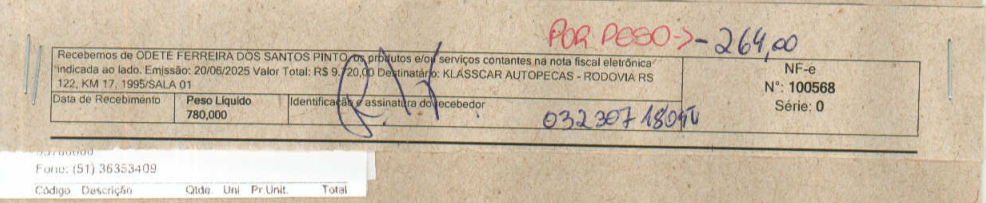 POR PESO -> - 264,00
Recebemos de ODETE FERREIRA DOS SANTOS PINTO os produtos e/ou serviços contantes na nota fiscal eletrônica
indicada ao lado. Emissão: 20/06/2025 Valor Total: R$ 9.720,00 Destinatário: KLASSCAR AUTOPECAS - RODOVIA RS
122, KM 17, 1995/SALA 01
Data de Recebimento
Peso Líquido
780,000
Identificação e assinatura do recebedor
NF-e
N°: 100568
Série: 0
Fone: (51) 36353409
Código Descrição Qtde. Uni Pr.Unit. Total